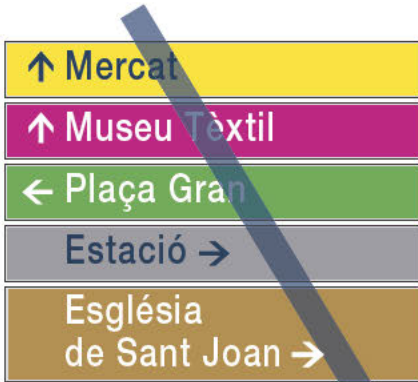 ↑ Mercat
↑ Museu Tèxtil
← Plaça Gran
Estació →
Església
de Sant Joan →